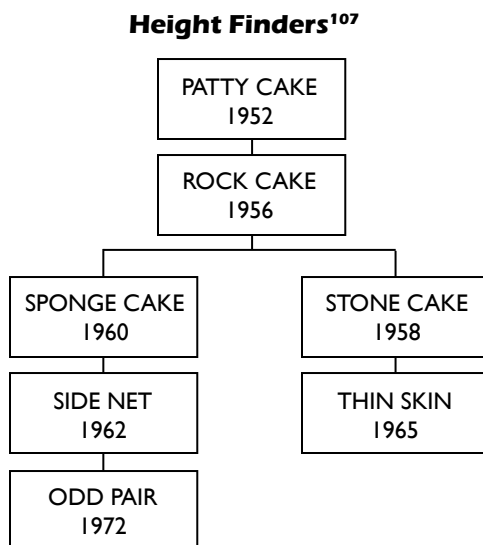 Height Finders¹⁰⁷
PATTY CAKE
1952
ROCK CAKE
1956
SPONGE CAKE
1960
STONE CAKE
1958
SIDE NET
1962
THIN SKIN
1965
ODD PAIR
1972